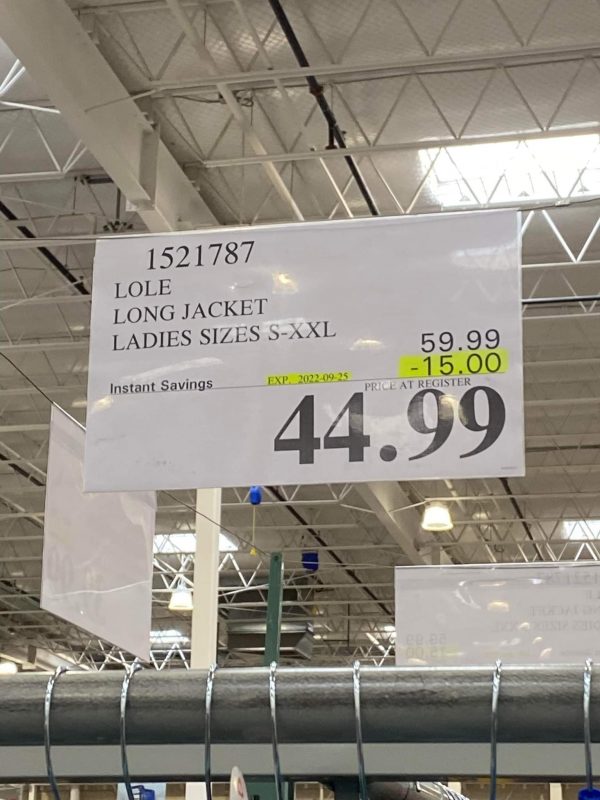 1521787
LOLE
LONG JACKET
LADIES SIZES S-XXL
59.99
-15.00
Instant Savings EXP. 2022-09-25 PRICE AT REGISTER
44.99